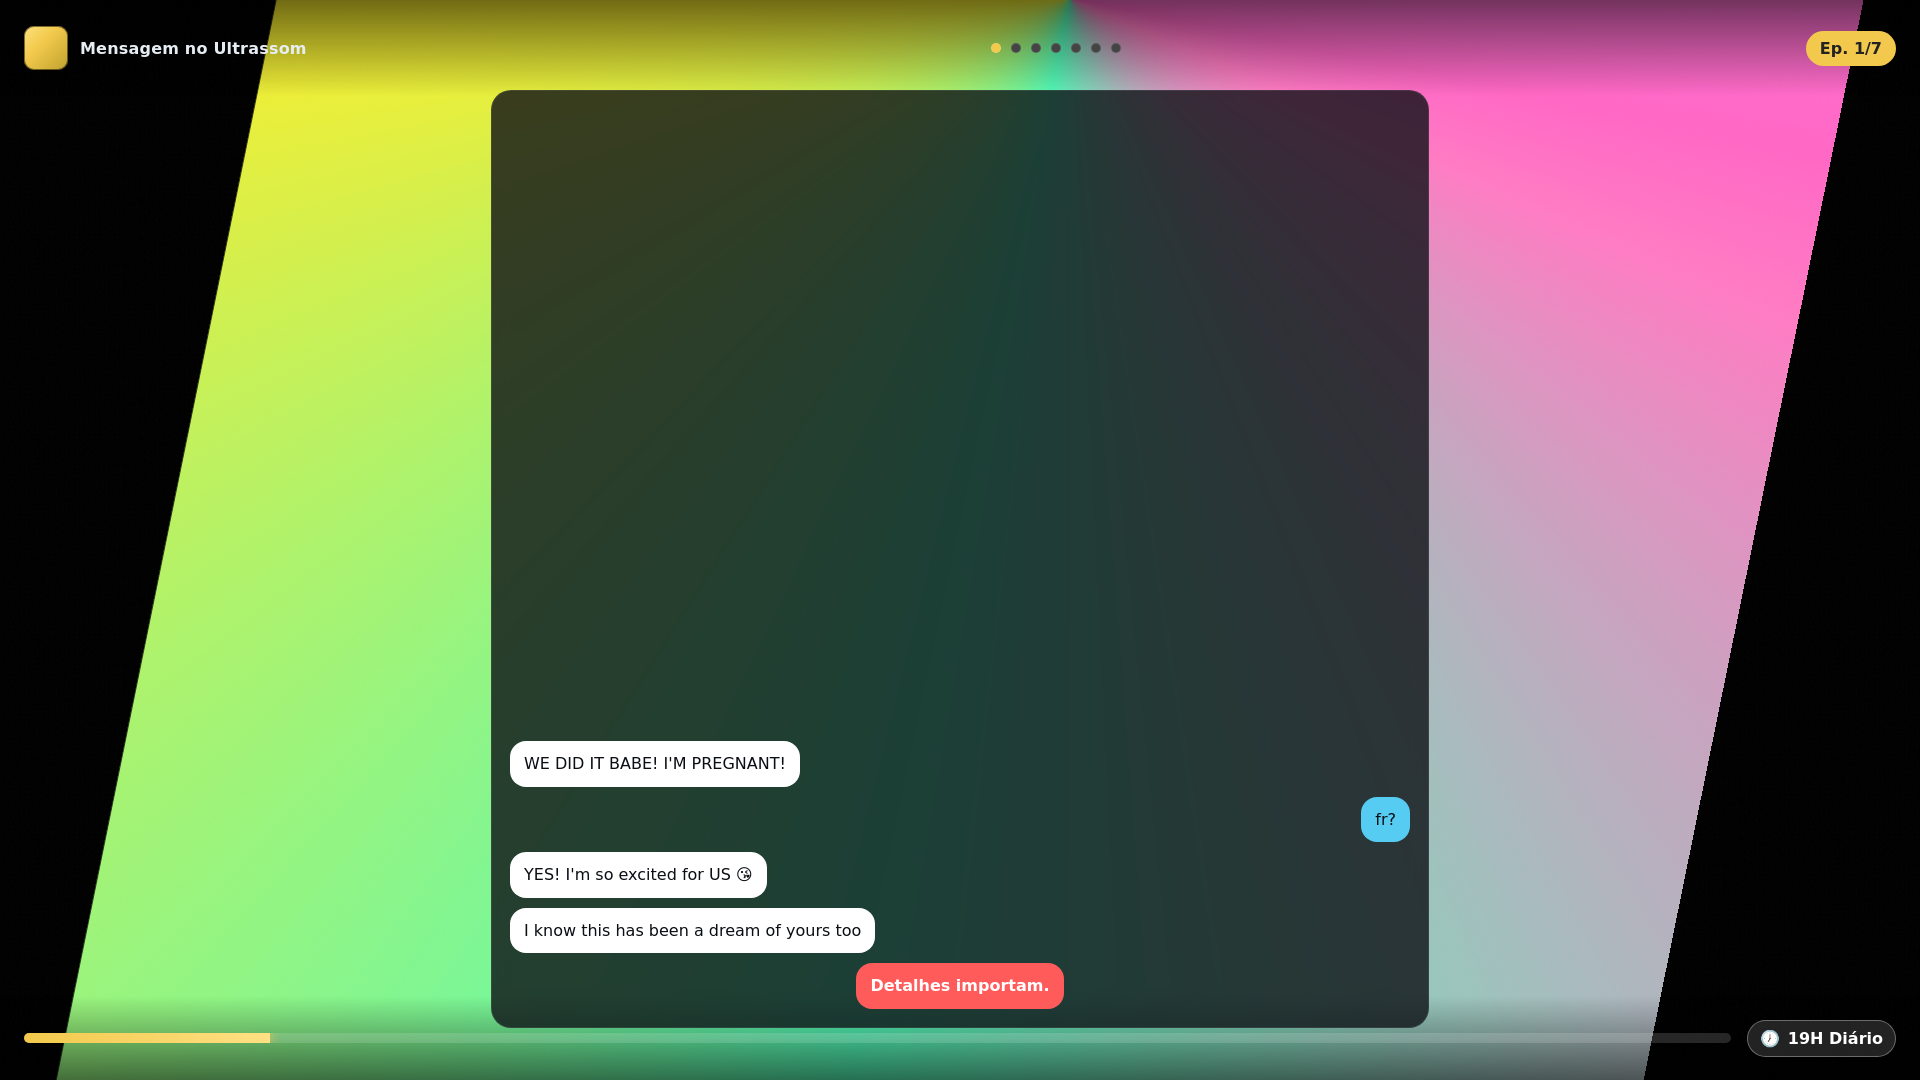 Mensagem no Ultrassom
Ep. 1/7
WE DID IT BABE! I'M PREGNANT!
fr?
YES! I'm so excited for US 😘
I know this has been a dream of yours too
Detalhes importam.
🕖 19H Diário